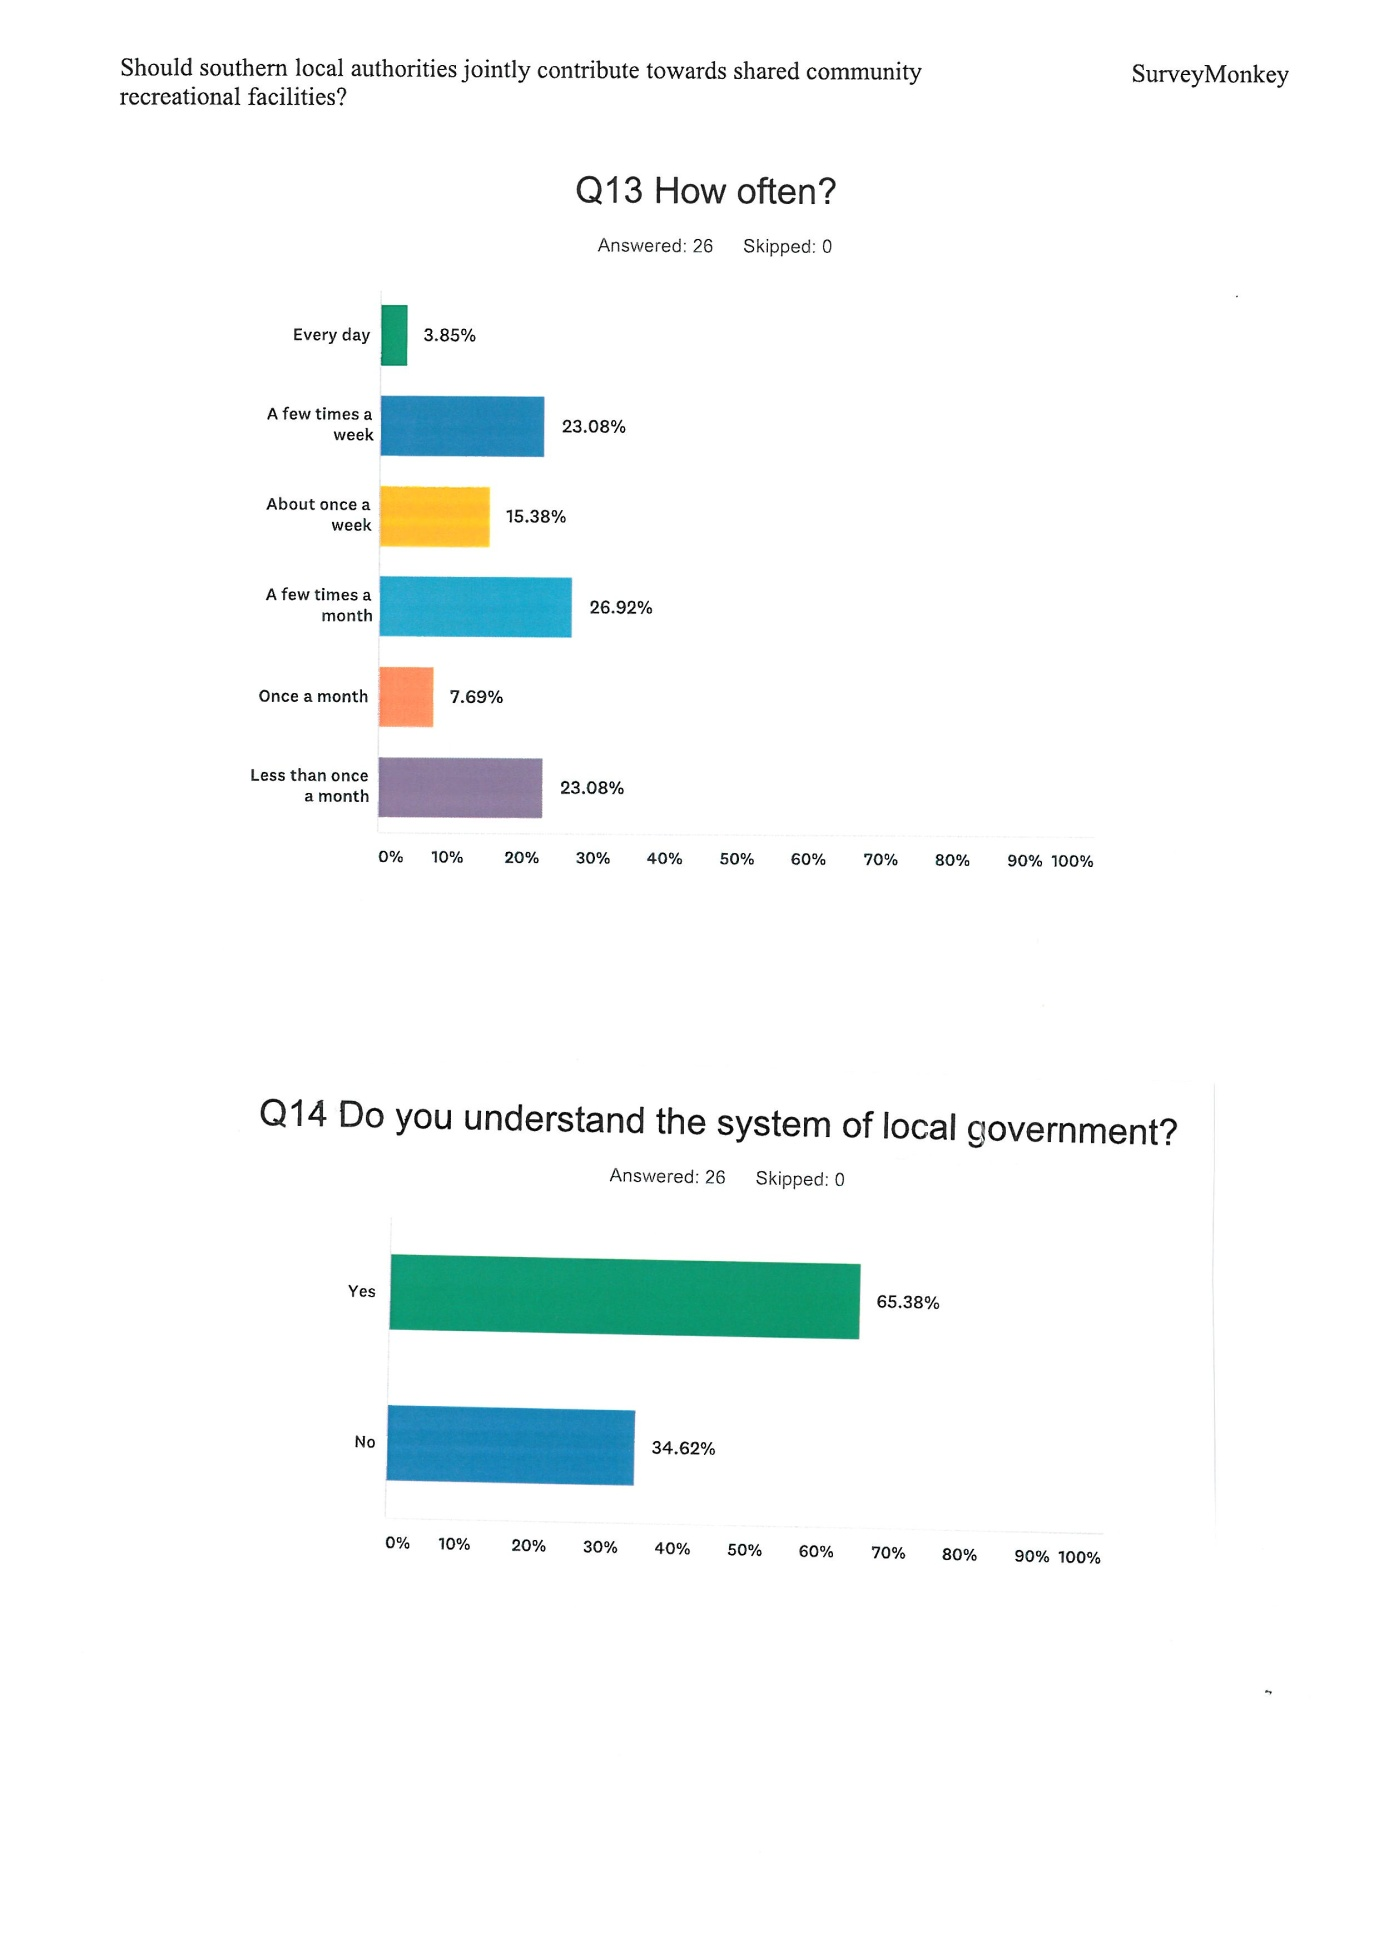 Should southern local authorities jointly contribute towards shared community
recreational facilities?
SurveyMonkey
Q13 How often?
Answered: 26 Skipped: 0
Every day
3.85%
A few times a
week
23.08%
About once a
week
15.38%
A few times a
month
26.92%
Once a month
7.69%
Less than once
a month
23.08%
0% 10% 20% 30% 40% 50% 60% 70% 80% 90% 100%
Q14 Do you understand the system of local government?
Answered: 26 Skipped: 0
Yes
65.38%
No
34.62%
0% 10% 20% 30% 40% 50% 60% 70% 80% 90% 100%